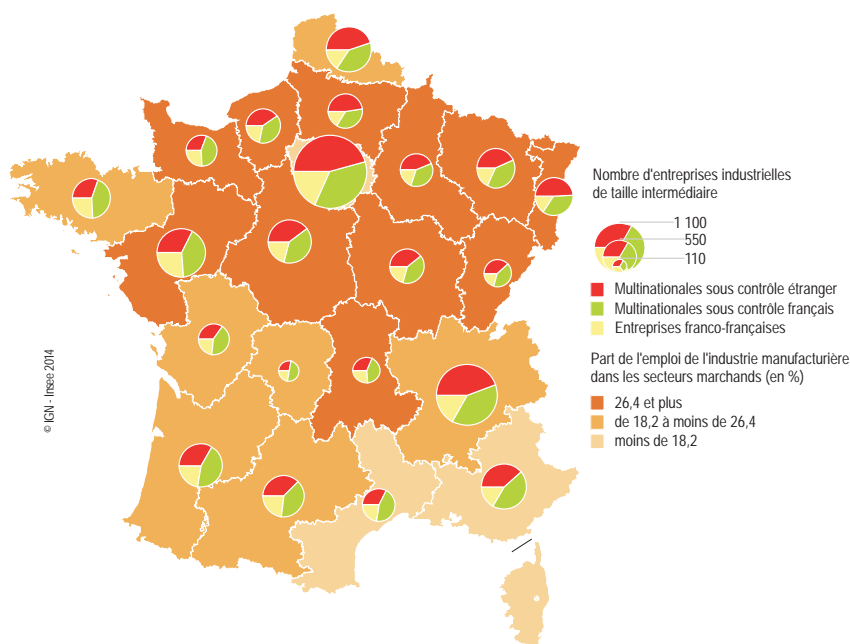 Nombre d'entreprises industrielles
de taille intermédiaire
1 100
550
110
Multinationales sous contrôle étranger
Multinationales sous contrôle français
Entreprises franco-françaises
Part de l'emploi de l'industrie manufacturière
dans les secteurs marchands (en %)
26,4 et plus
de 18,2 à moins de 26,4
moins de 18,2
© IGN - Insee 2014